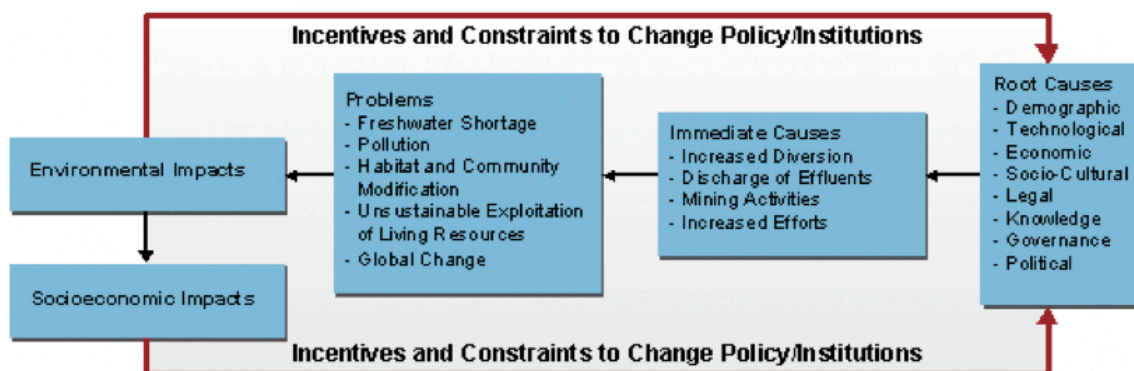 Incentives and Constraints to Change Policy/Institutions
Environmental Impacts
Socioeconomic Impacts
Problems
- Freshwater Shortage
- Pollution
- Habitat and Community
Modification
- Unsustainable Exploitation
of Living Resources
- Global Change
Immediate Causes
- Increased Diversion
- Discharge of Effluents
- Mining Activities
- Increased Efforts
Root Causes
- Demographic
- Technological
- Economic
- Socio-Cultural
- Legal
- Knowledge
- Governance
- Political
Incentives and Constraints to Change Policy/Institutions